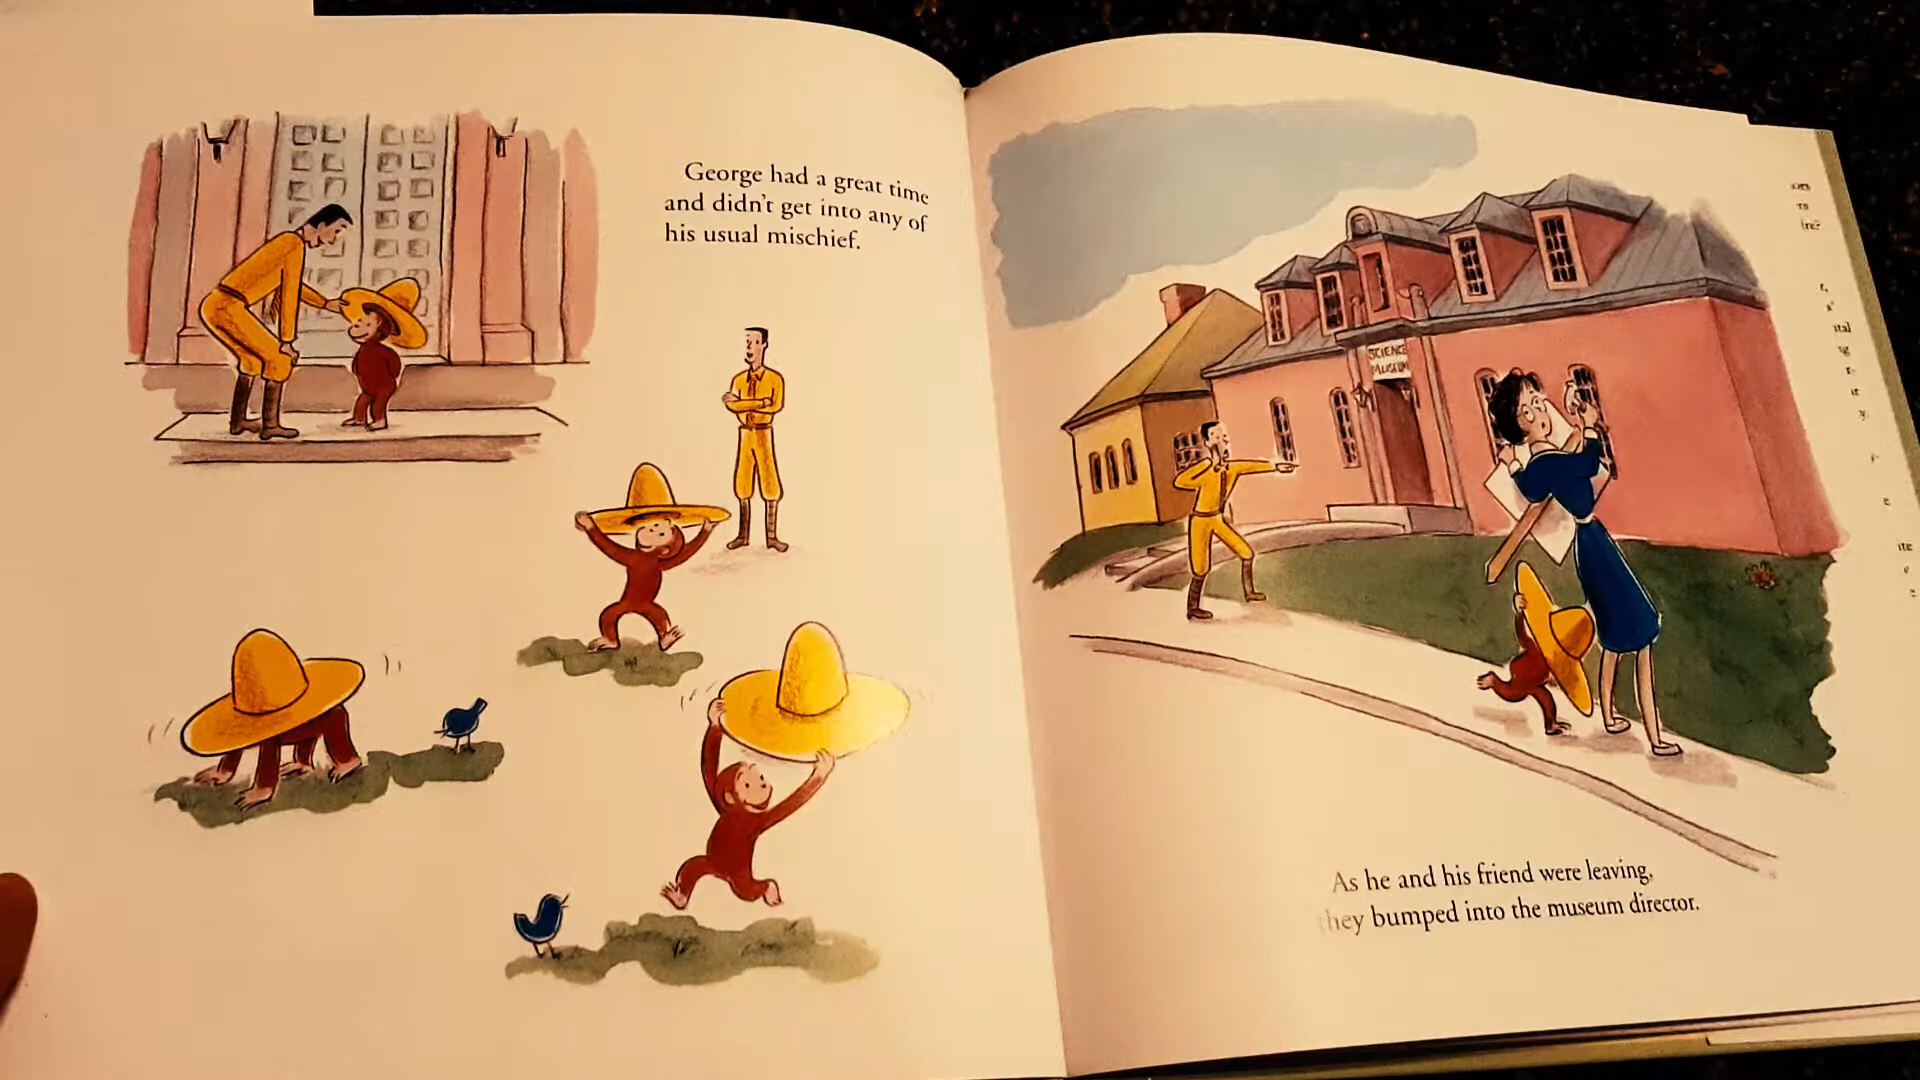 George had a great time
and didn't get into any of
his usual mischief.
SCIENCE
MUSEUM
As he and his friend were leaving,
they bumped into the museum director.